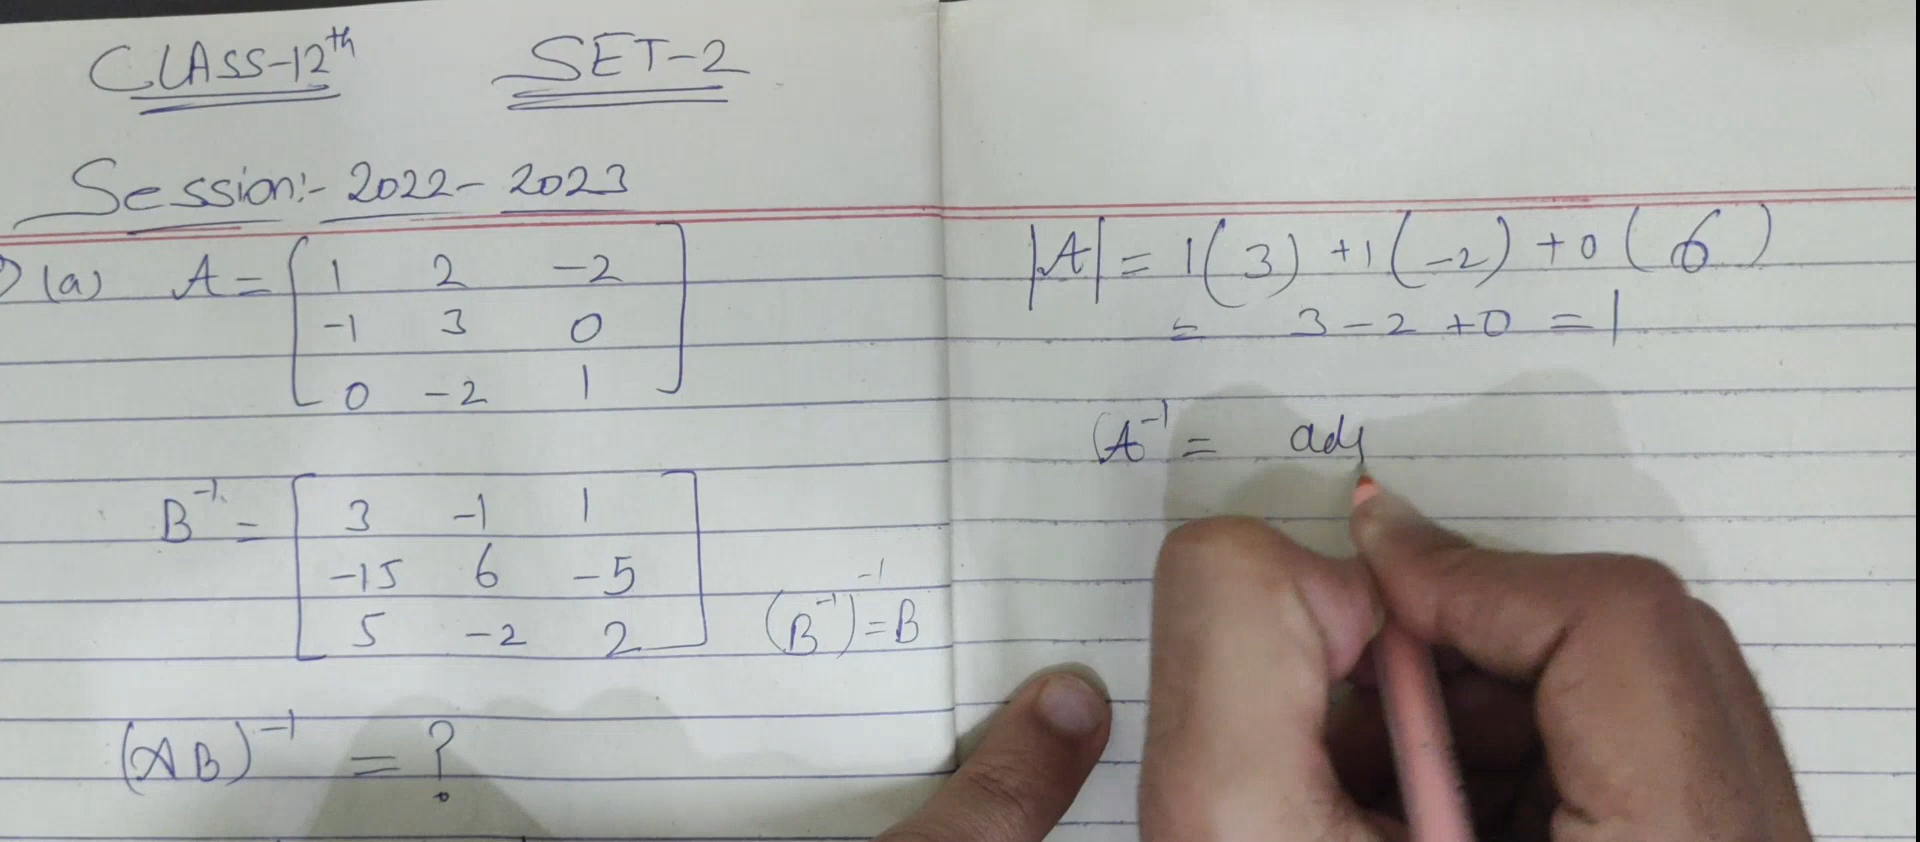 CLASS-12th SET-2
Session:- 2022-2023
(a) A = [1 2 -2
-1 3 0
0 -2 1]
B⁻¹ = [3 -1 1
-15 6 -5
5 -2 2] (B⁻¹)⁻¹ = B
(AB)⁻¹ = ?
|A| = 1(3) +1(-2) +0(6)
= 3-2+0 = 1
(A⁻¹ = adj